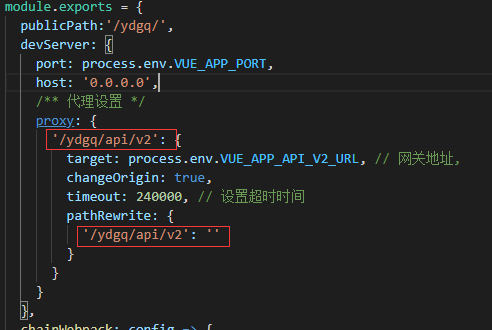 module.exports = {
publicPath:'/ydgq/',
devServer: {
port: process.env.VUE_APP_PORT,
host: '0.0.0.0',
/** 代理设置 */
proxy: {
'/ydgq/api/v2': {
target: process.env.VUE_APP_API_V2_URL, // 网关地址,
changeOrigin: true,
timeout: 240000, // 设置超时时间
pathRewrite: {
'/ydgq/api/v2': ''
}
}
}
},
chainWebpack: config => {